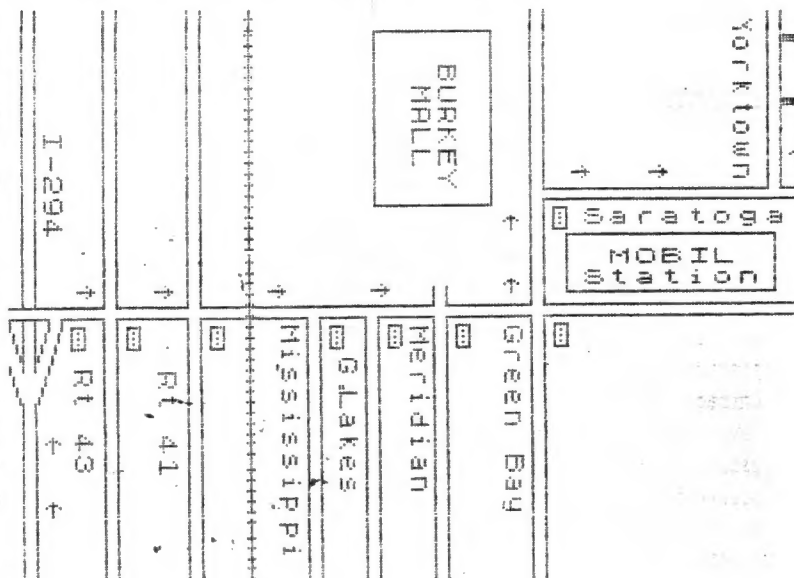 Yorktown
BURKEY
MALL
I-294
Saratoga
MOBIL
Station
Rt 43
Rt 41
Mississippi
G.Lakes
Meridian
Green Bay